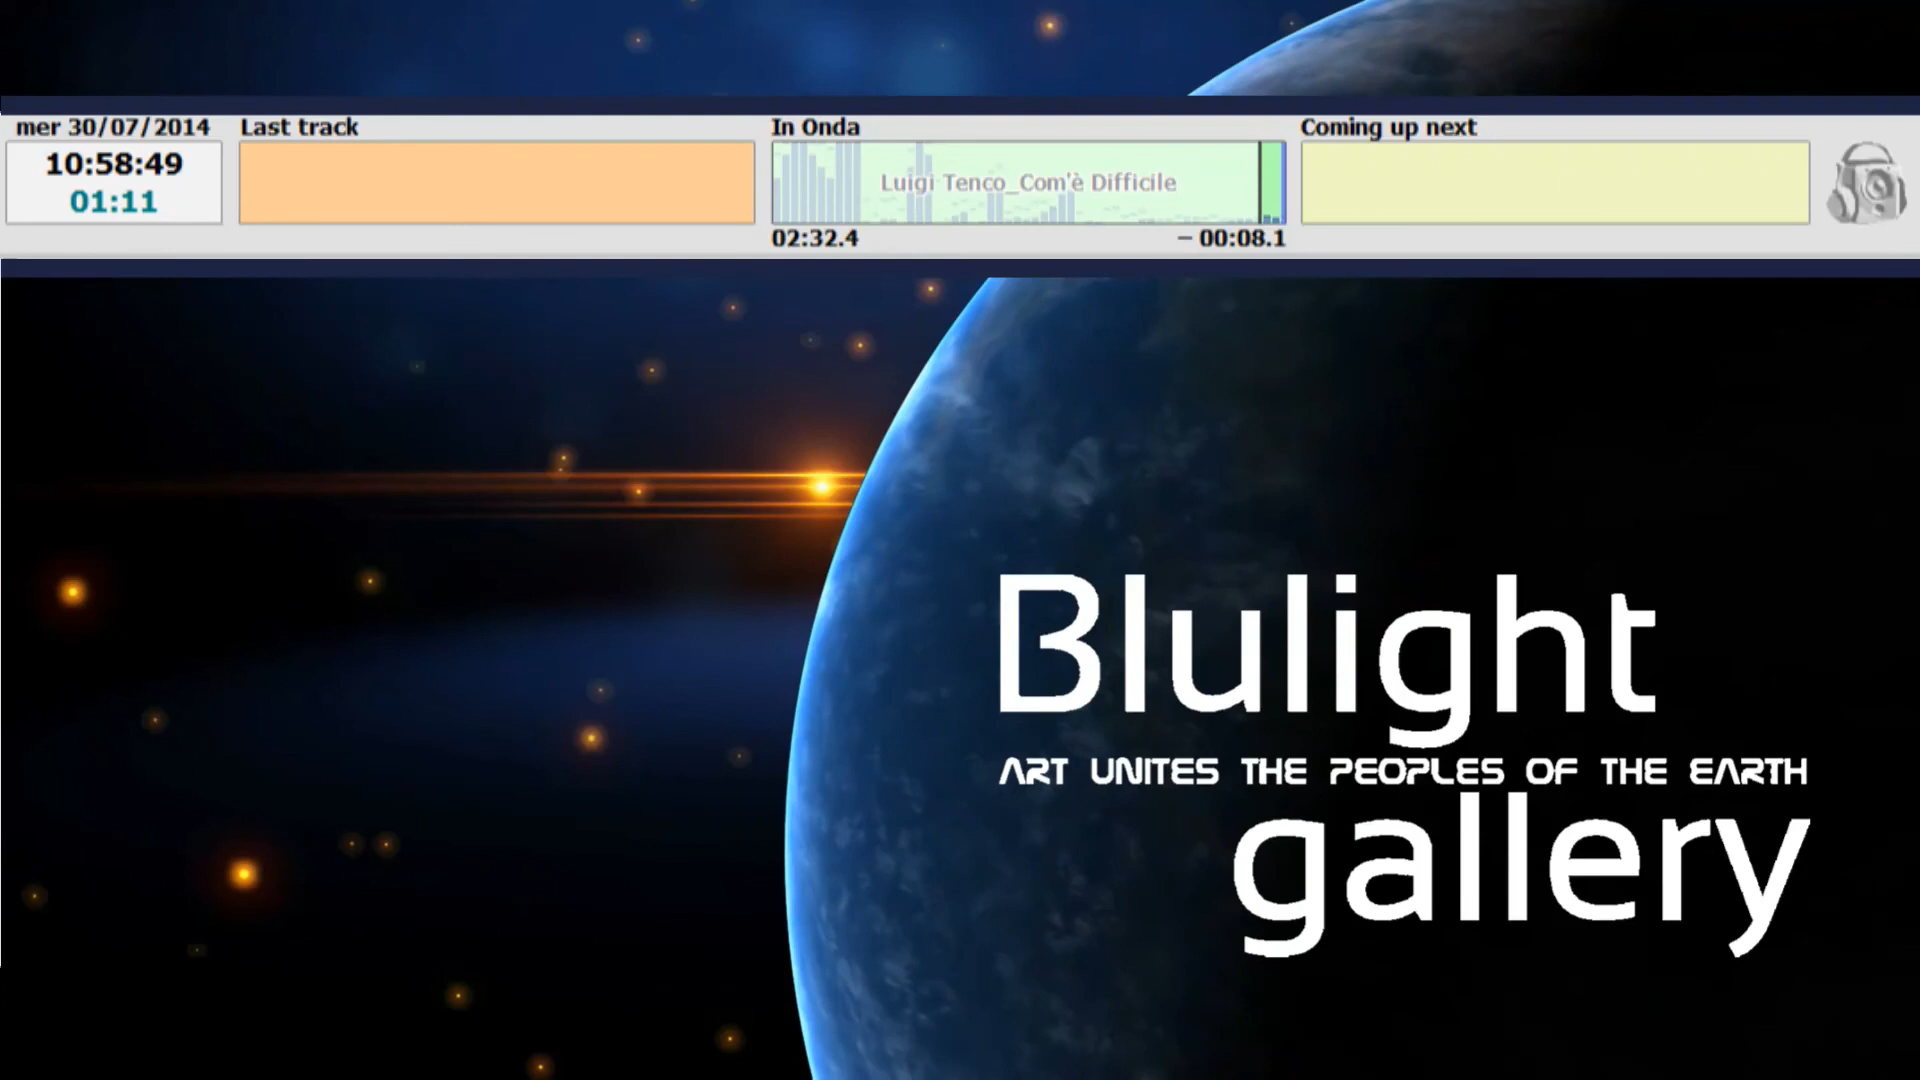 mer 30/07/2014
10:58:49
01:11
Last track
In Onda
Luigi Tenco_Com'è Difficile
02:32.4
– 00:08.1
Coming up next
Blulight
ART UNITES THE PEOPLES OF THE EARTH
gallery